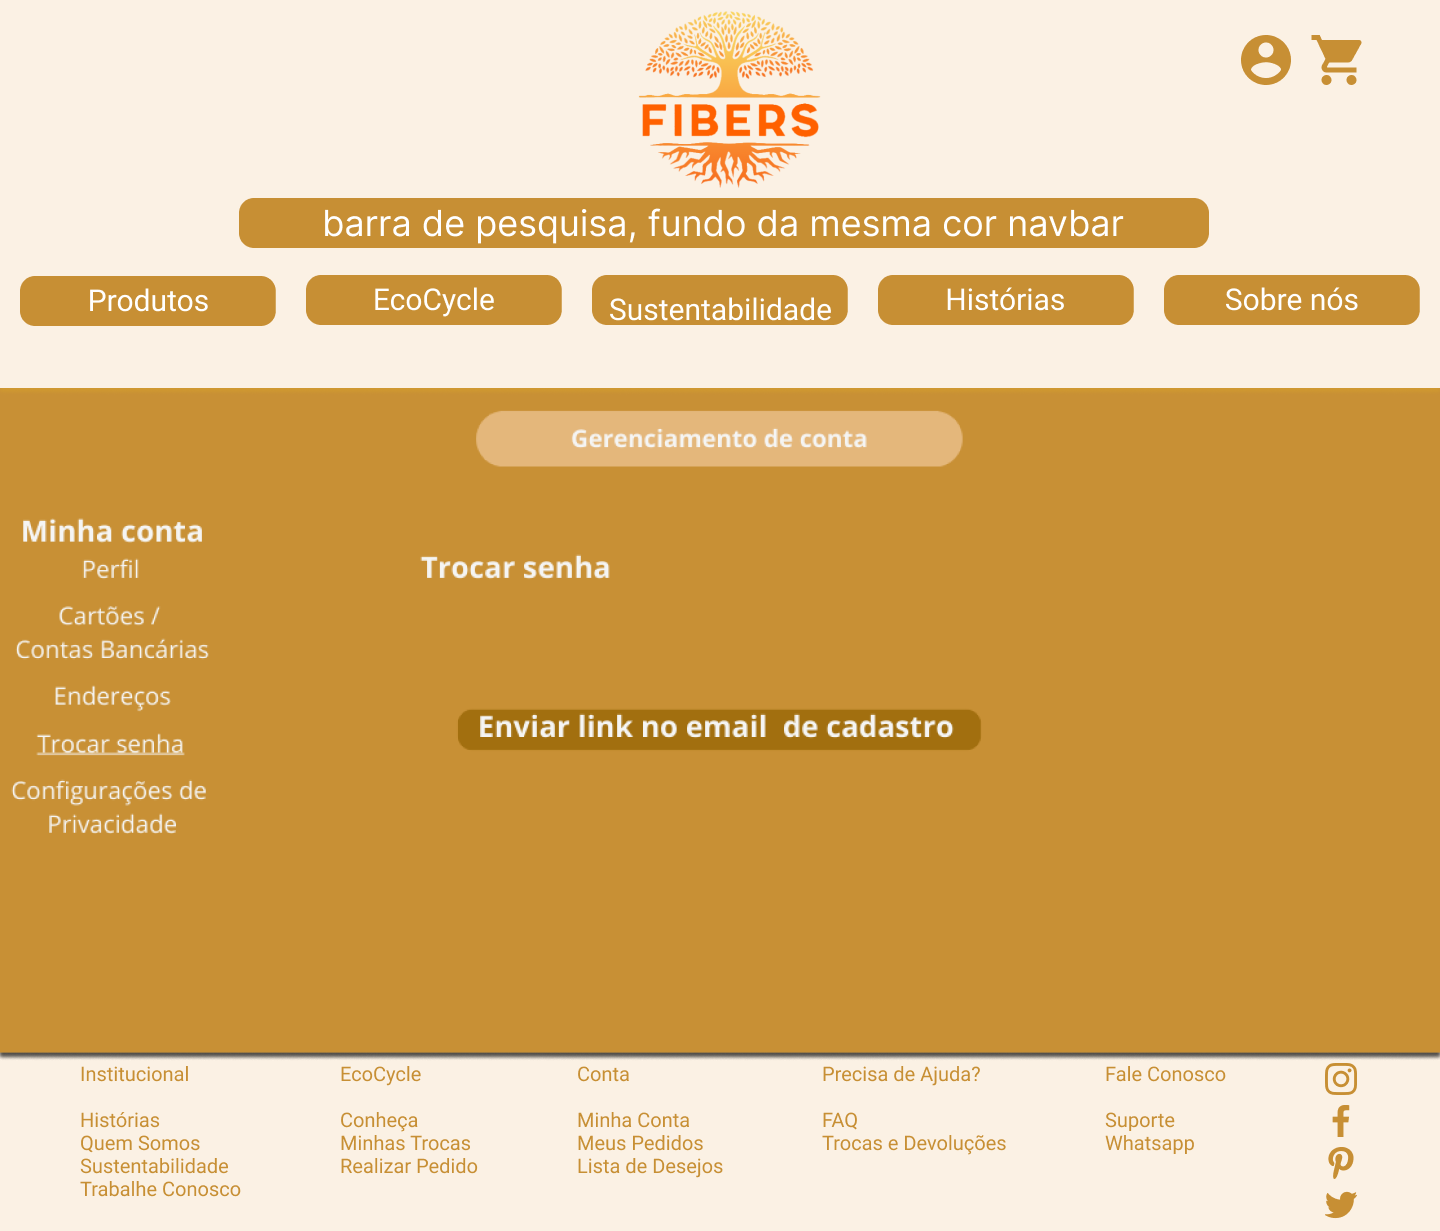 FIBERS
barra de pesquisa, fundo da mesma cor navbar
Produtos
EcoCycle
Sustentabilidade
Histórias
Sobre nós
Gerenciamento de conta
Minha conta
Perfil
Cartões /
Contas Bancárias
Endereços
Trocar senha
Configurações de
Privacidade
Trocar senha
Enviar link no email  de cadastro
Institucional
Histórias
Quem Somos
Sustentabilidade
Trabalhe Conosco
EcoCycle
Conheça
Minhas Trocas
Realizar Pedido
Conta
Minha Conta
Meus Pedidos
Lista de Desejos
Precisa de Ajuda?
FAQ
Trocas e Devoluções
Fale Conosco
Suporte
Whatsapp